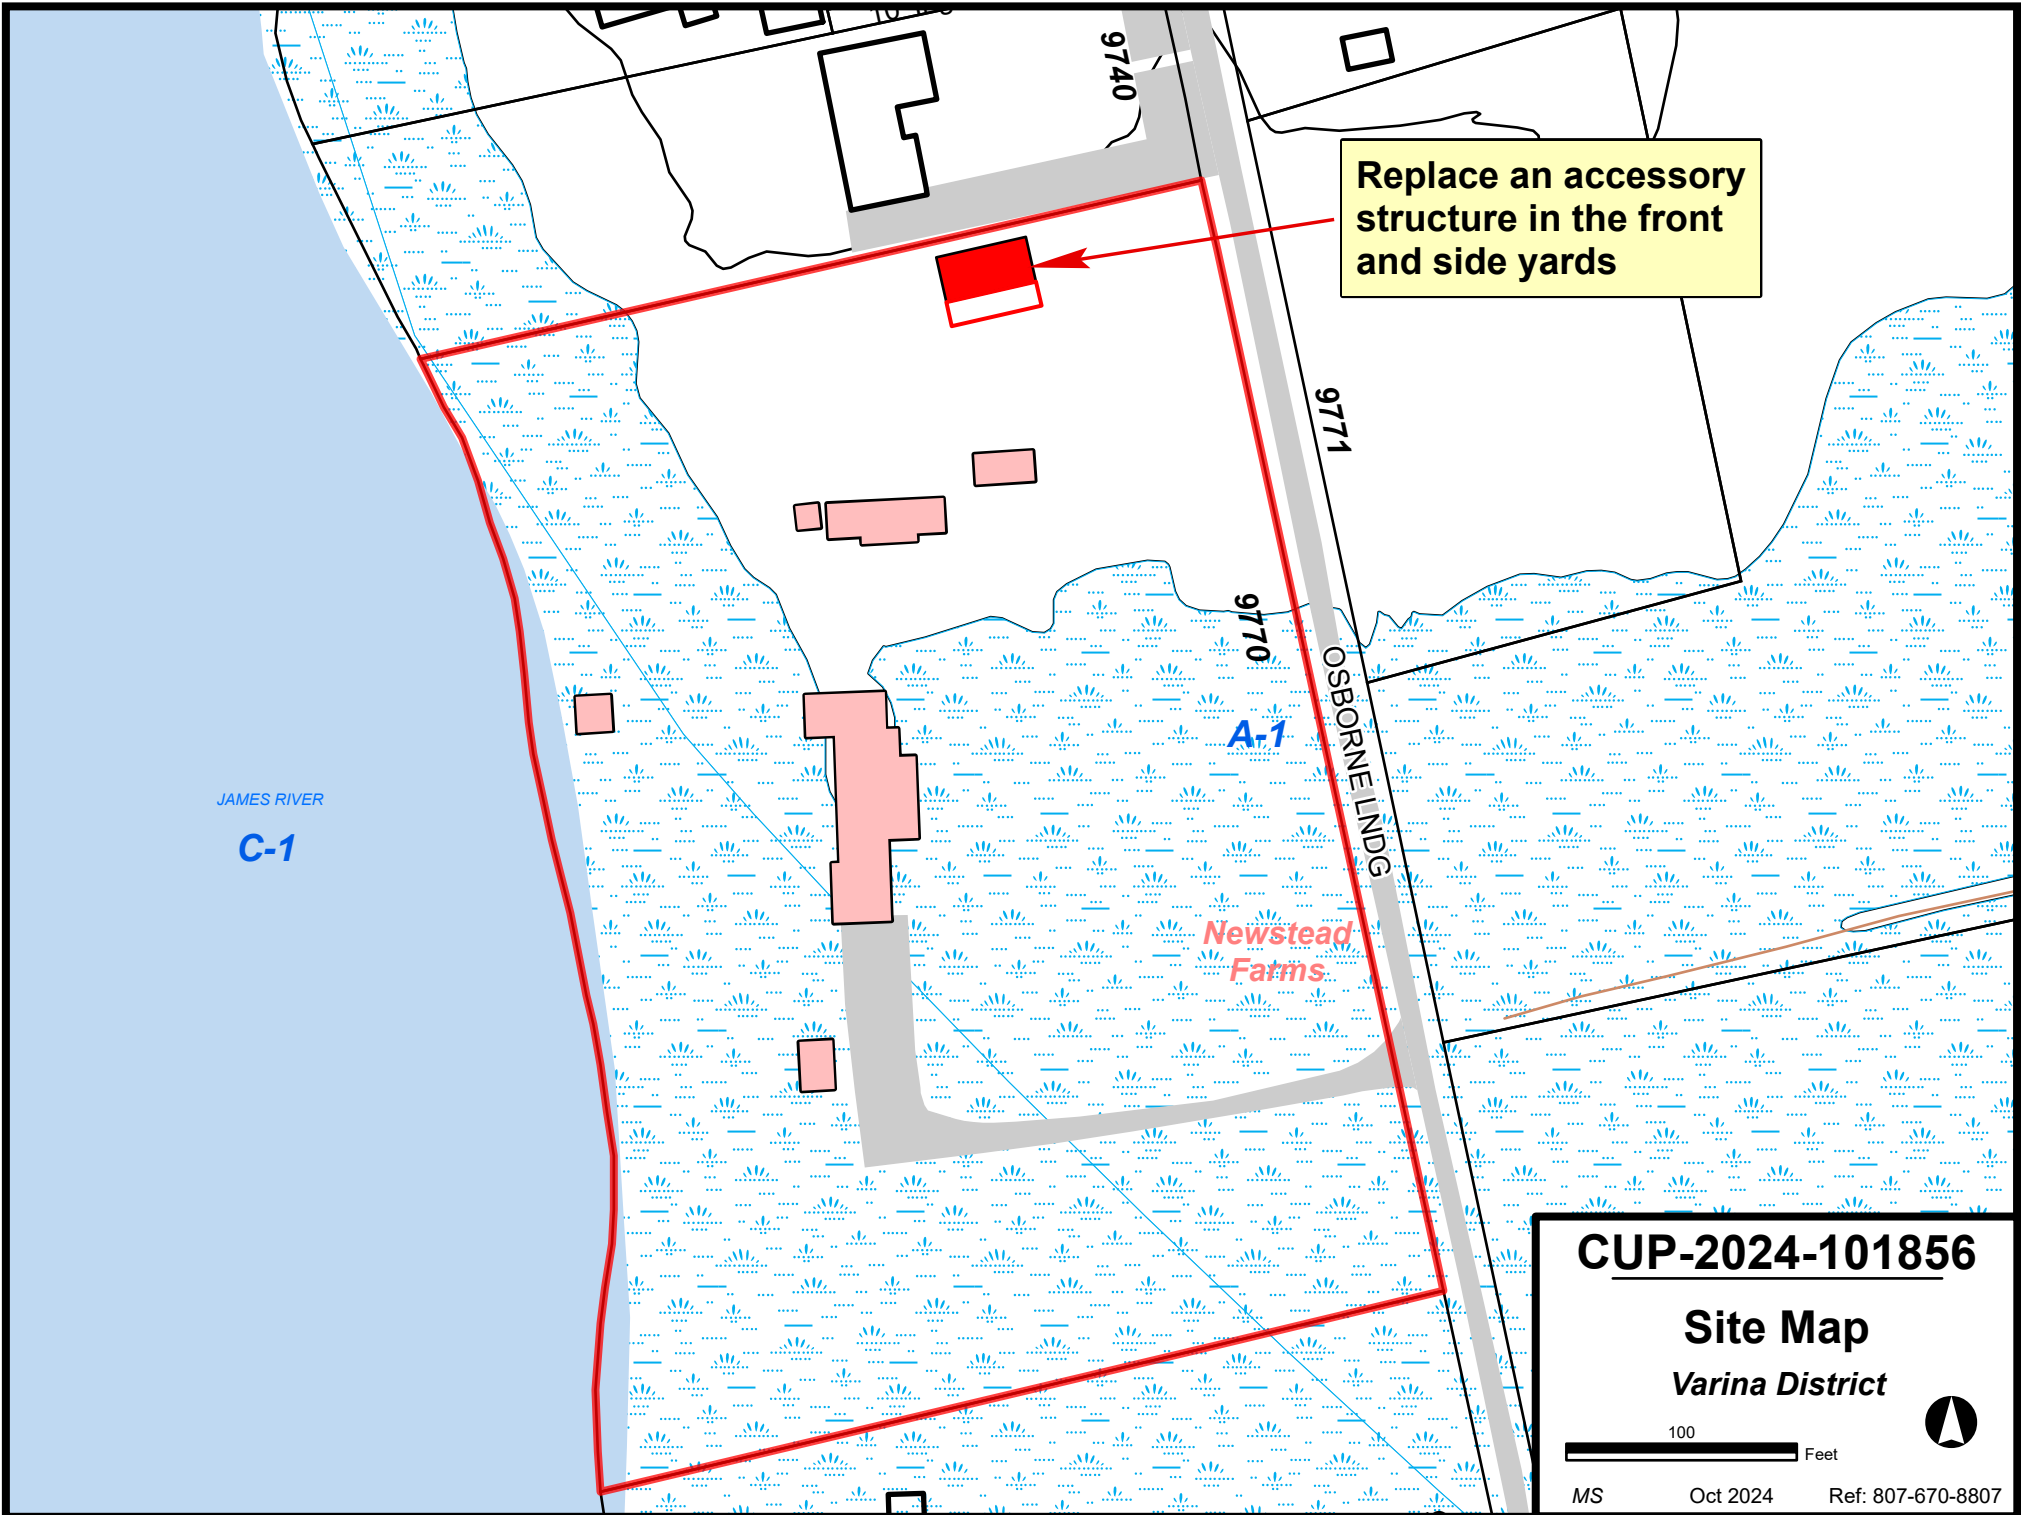 9740
Replace an accessory
structure in the front
and side yards
9771
9770
OSBORNE LNDG
A-1
JAMES RIVER
C-1
Newstead
Farms
CUP-2024-101856
Site Map
Varina District
100
Feet
MS
Oct 2024
Ref: 807-670-8807